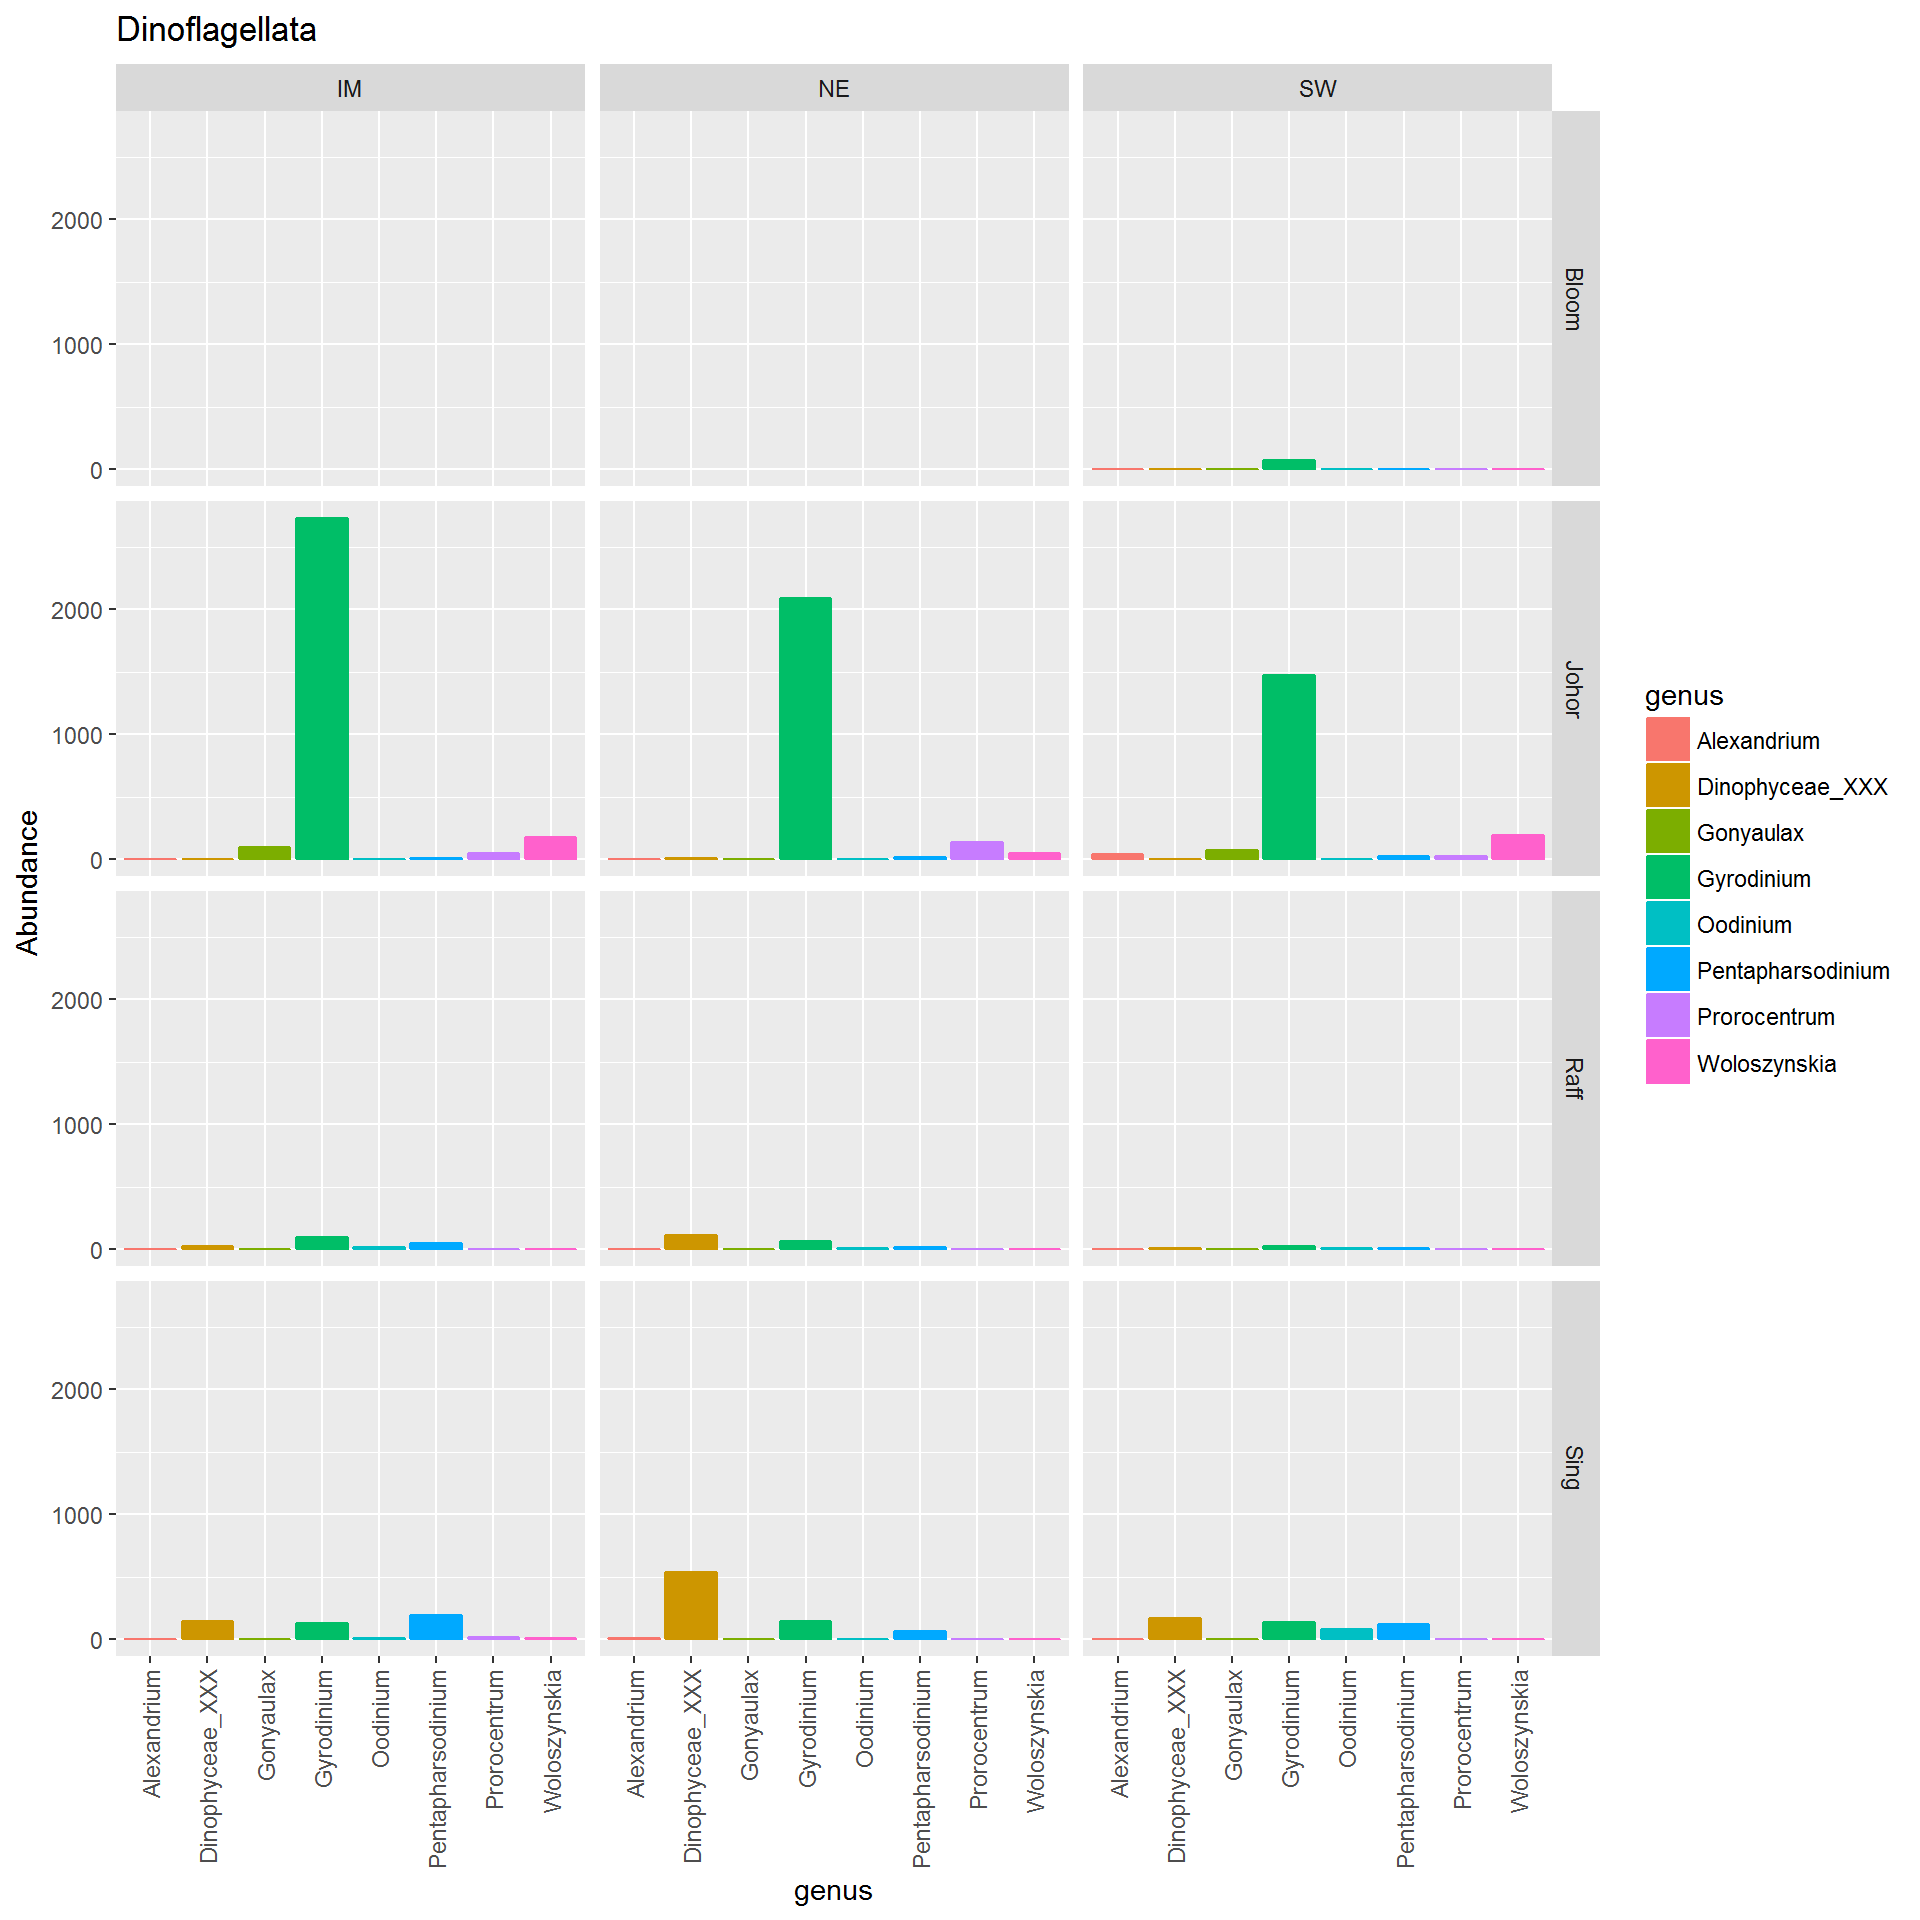 Dinoflagellata
IM
NE
SW
2000
1000
0
Bloom
2000
1000
0
Johor
2000
1000
0
Raff
2000
1000
0
Sing
Abundance
Alexandrium
Dinophyceae_XXX
Gonyaulax
Gyrodinium
Oodinium
Pentapharsodinium
Prorocentrum
Woloszynskia
Alexandrium
Dinophyceae_XXX
Gonyaulax
Gyrodinium
Oodinium
Pentapharsodinium
Prorocentrum
Woloszynskia
Alexandrium
Dinophyceae_XXX
Gonyaulax
Gyrodinium
Oodinium
Pentapharsodinium
Prorocentrum
Woloszynskia
genus
genus
Alexandrium
Dinophyceae_XXX
Gonyaulax
Gyrodinium
Oodinium
Pentapharsodinium
Prorocentrum
Woloszynskia